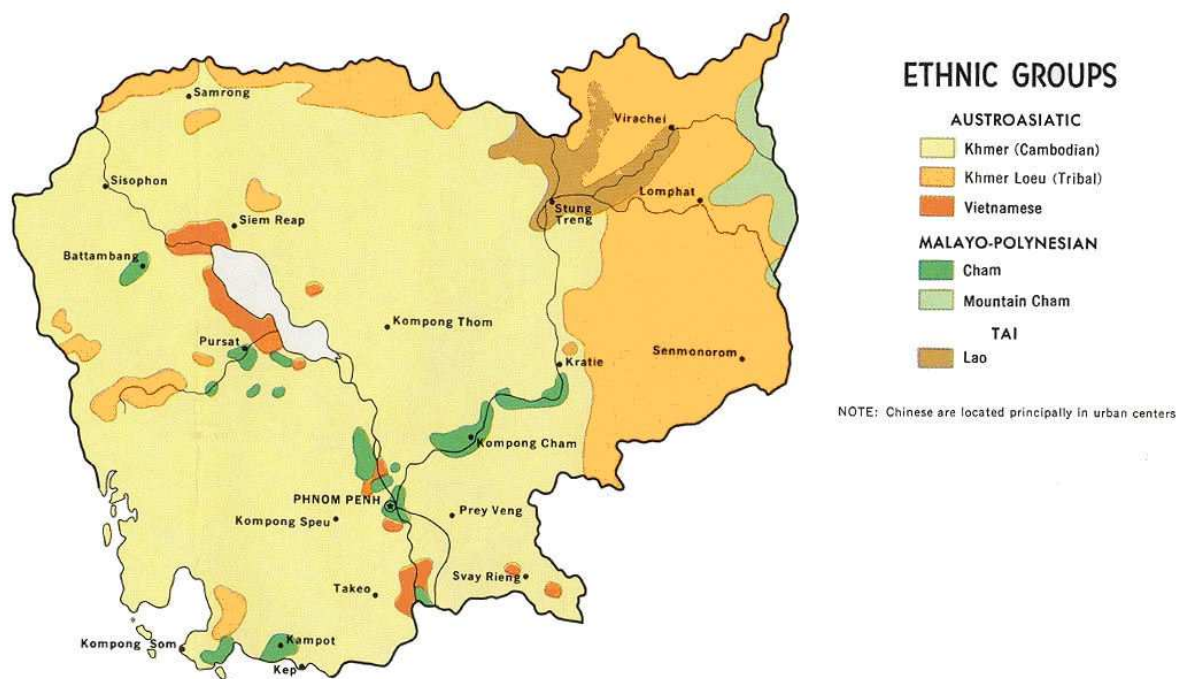 Samrong
Virachei
Sisophon
Lomphat
Stung
Treng
Siem Reap
Battambang
Kompong Thom
Pursat
Kratie
Senmonorom
Kompong Cham
PHNOM PENH
Kompong Speu
Prey Veng
Svay Rieng
Takeo
Kompong Som
Kampot
Kep
ETHNIC GROUPS
AUSTROASIATIC
Khmer (Cambodian)
Khmer Loeu (Tribal)
Vietnamese
MALAYO-POLYNESIAN
Cham
Mountain Cham
TAI
Lao
NOTE: Chinese are located principally in urban centers